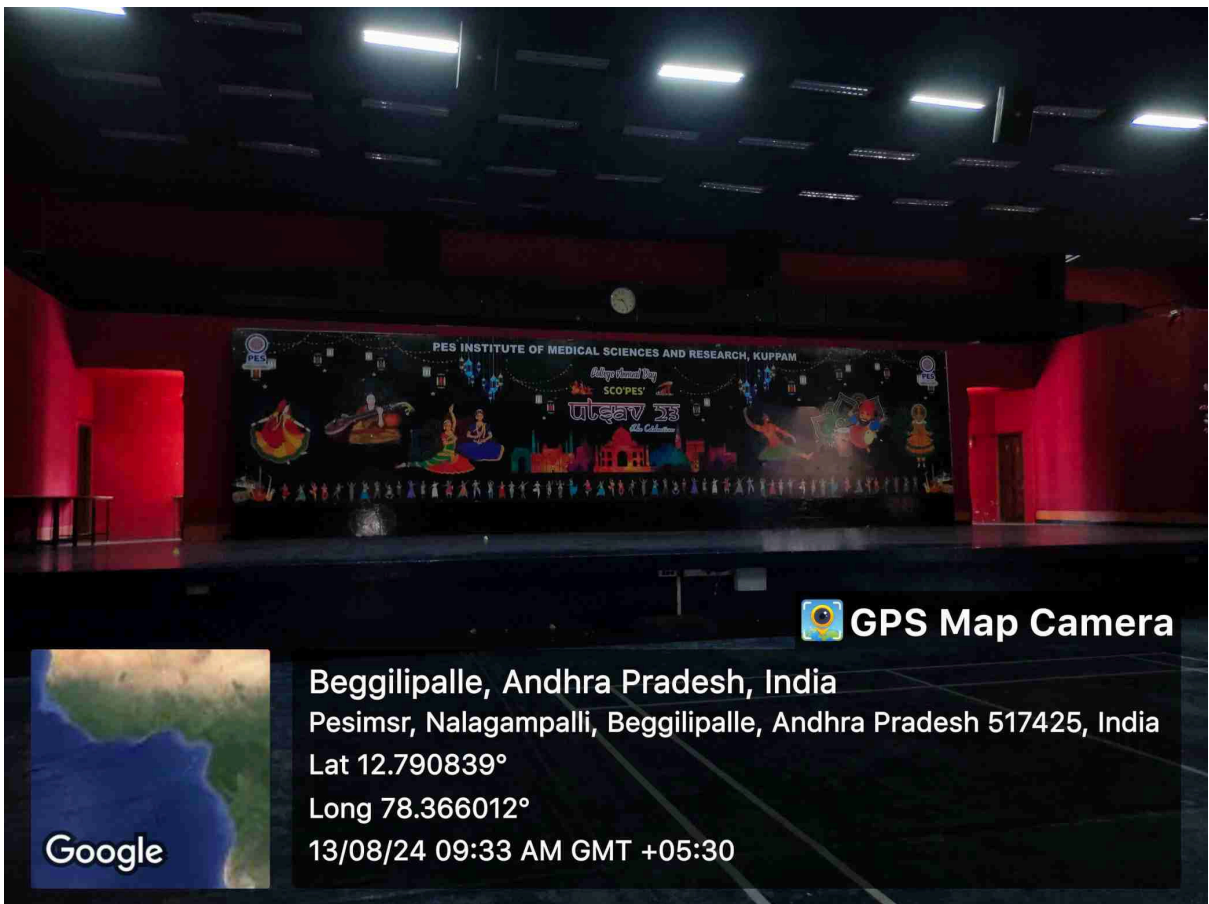 PES INSTITUTE OF MEDICAL SCIENCES AND RESEARCH, KUPPAM
PES
PES
College Annual Day
SCO'PES'
utsav 23
GPS Map Camera
Beggilipalle, Andhra Pradesh, India
Pesimsr, Nalagampalli, Beggilipalle, Andhra Pradesh 517425, India
Lat 12.790839°
Long 78.366012°
13/08/24 09:33 AM GMT +05:30
Google